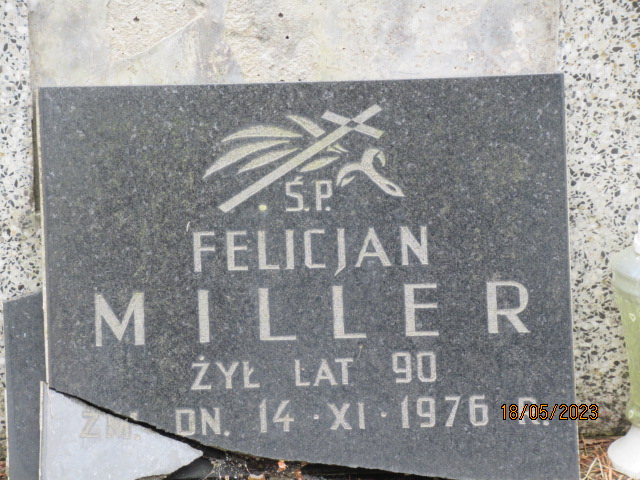 Ś.P.
FELICJAN
MILLER
ŻYŁ LAT 90
ZM. DN. 14·XI·1976 R.
18/05/2023